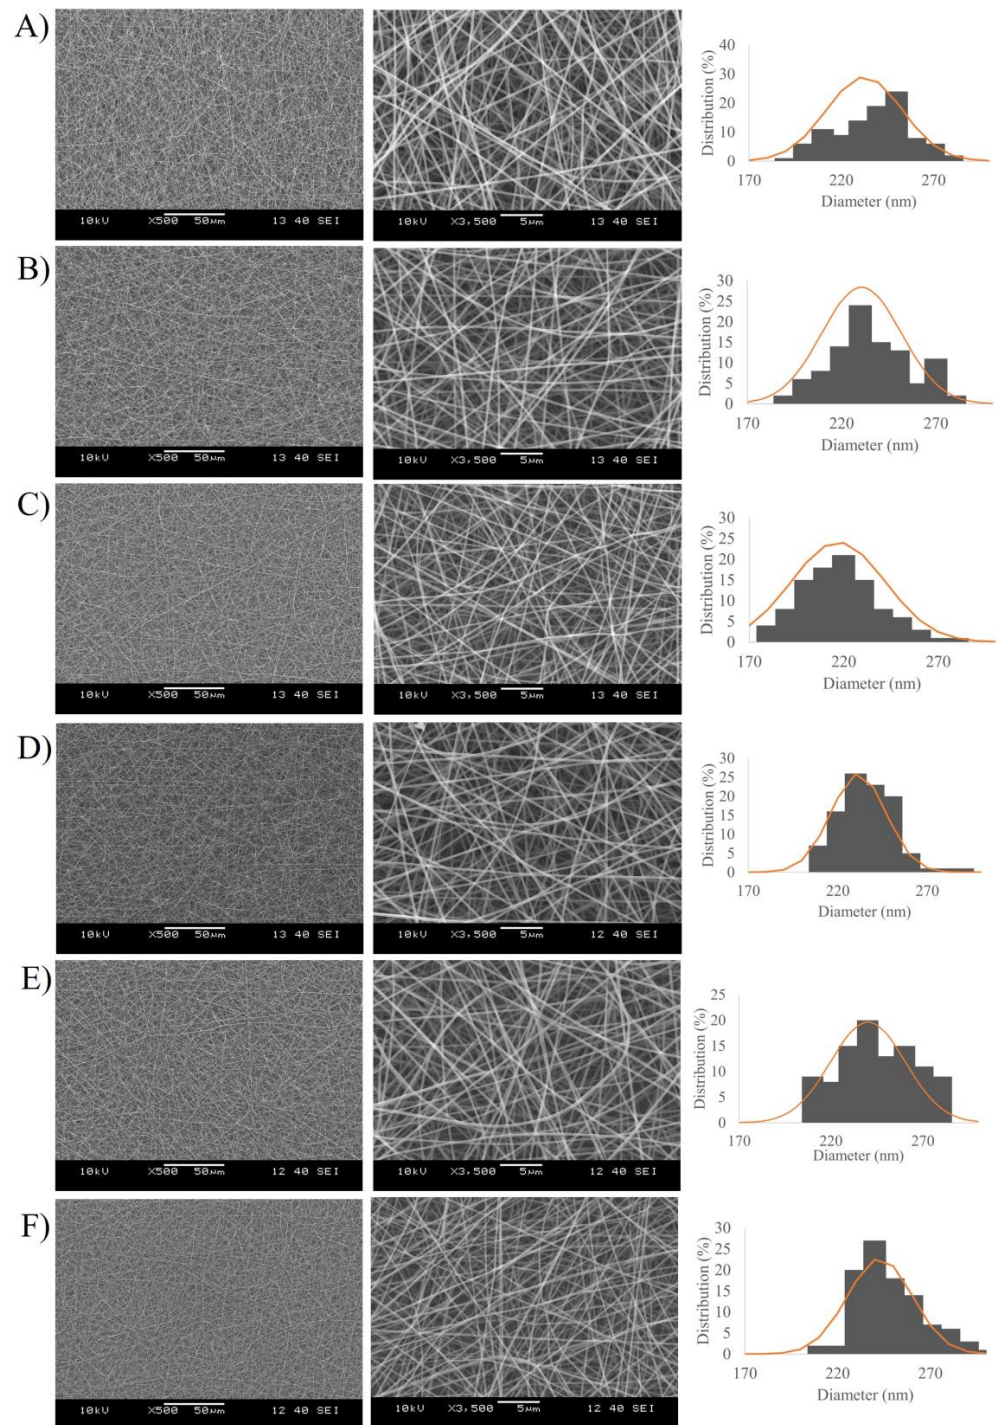 A)
10kV X500 50µm 13 40 SEI
10kV X3,500 5µm 13 40 SEI
Distribution (%)
40
30
20
10
0
170 220 270
Diameter (nm)
B)
10kV X500 50µm 13 40 SEI
10kV X3,500 5µm 13 40 SEI
Distribution (%)
30
25
20
15
10
5
0
170 220 270
Diameter (nm)
C)
10kV X500 50µm 13 40 SEI
10kV X3,500 5µm 13 40 SEI
Distribution (%)
30
25
20
15
10
5
0
170 220 270
Diameter (nm)
D)
10kV X500 50µm 13 40 SEI
10kV X3,500 5µm 12 40 SEI
Distribution (%)
30
25
20
15
10
5
0
170 220 270
Diameter (nm)
E)
10kV X500 50µm 12 40 SEI
10kV X3,500 5µm 12 40 SEI
Distribution (%)
25
20
15
10
5
0
170 220 270
Diameter (nm)
F)
10kV X500 50µm 12 40 SEI
10kV X3,500 5µm 12 40 SEI
Distribution (%)
30
25
20
15
10
5
0
170 220 270
Diameter (nm)